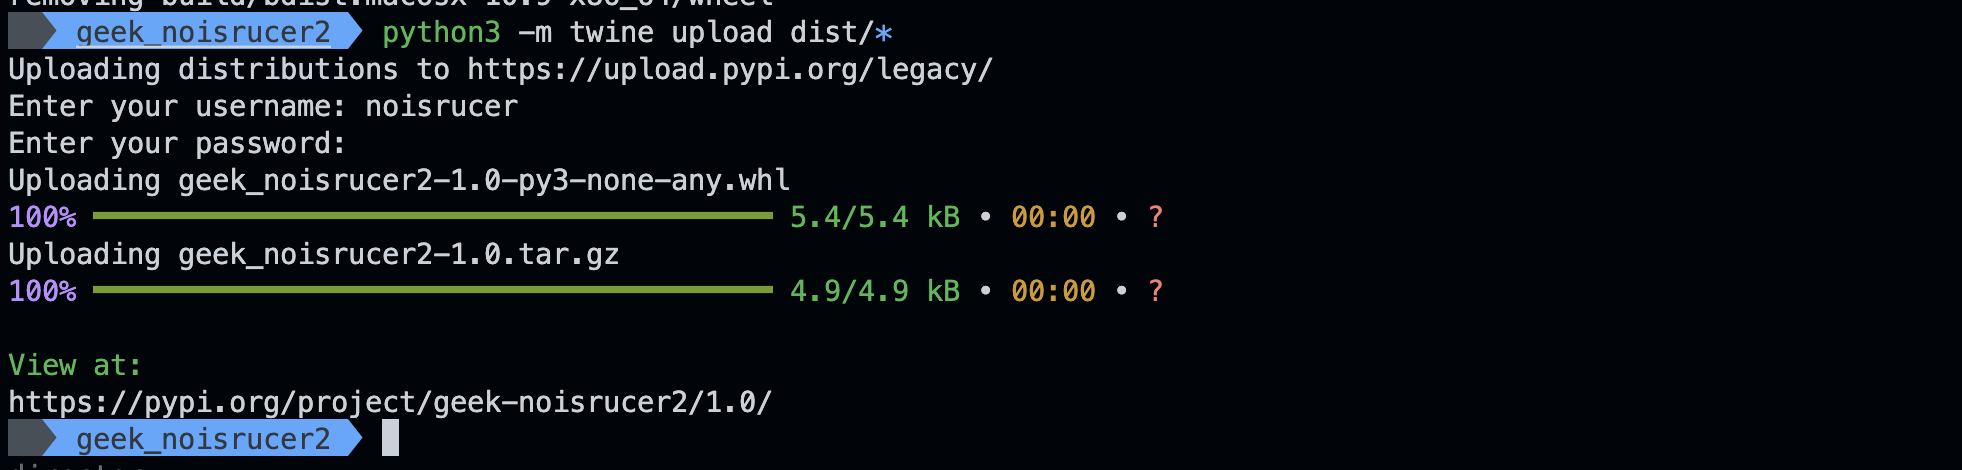 removing build/bdist.macosx-10.9-x86_64/wheel
geek_noisrucer2 python3 -m twine upload dist/*
Uploading distributions to https://upload.pypi.org/legacy/
Enter your username: noisrucer
Enter your password:
Uploading geek_noisrucer2-1.0-py3-none-any.whl
100% 5.4/5.4 kB • 00:00 • ?
Uploading geek_noisrucer2-1.0.tar.gz
100% 4.9/4.9 kB • 00:00 • ?
View at:
https://pypi.org/project/geek-noisrucer2/1.0/
geek_noisrucer2